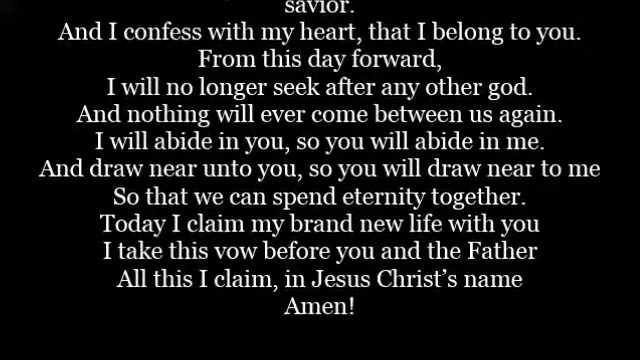 savior.
And I confess with my heart, that I belong to you.
From this day forward,
I will no longer seek after any other god.
And nothing will ever come between us again.
I will abide in you, so you will abide in me.
And draw near unto you, so you will draw near to me
So that we can spend eternity together.
Today I claim my brand new life with you
I take this vow before you and the Father
All this I claim, in Jesus Christ’s name
Amen!